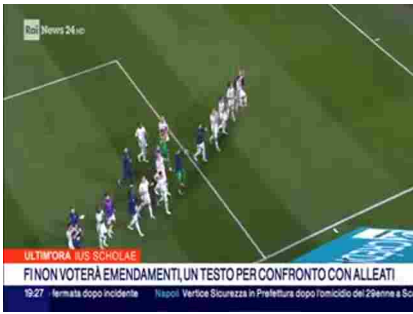 Rai News 24 HD
ULTIM'ORA IUS SCHOLAE
FI NON VOTERÀ EMENDAMENTI, UN TESTO PER CONFRONTO CON ALLEATI
19:27 fermata dopo incidente Napoli Vertice Sicurezza in Prefettura dopo l'omicidio del 29enne a Sc